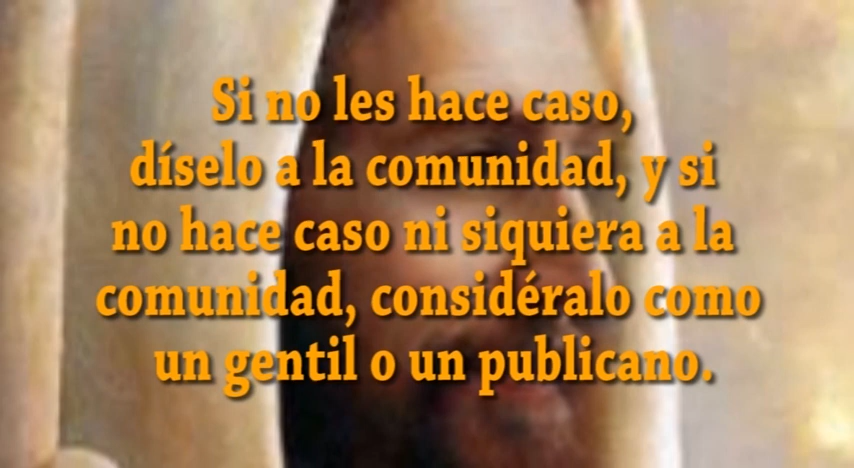 Si no les hace caso,
díselo a la comunidad, y si
no hace caso ni siquiera a la
comunidad, considéralo como
un gentil o un publicano.